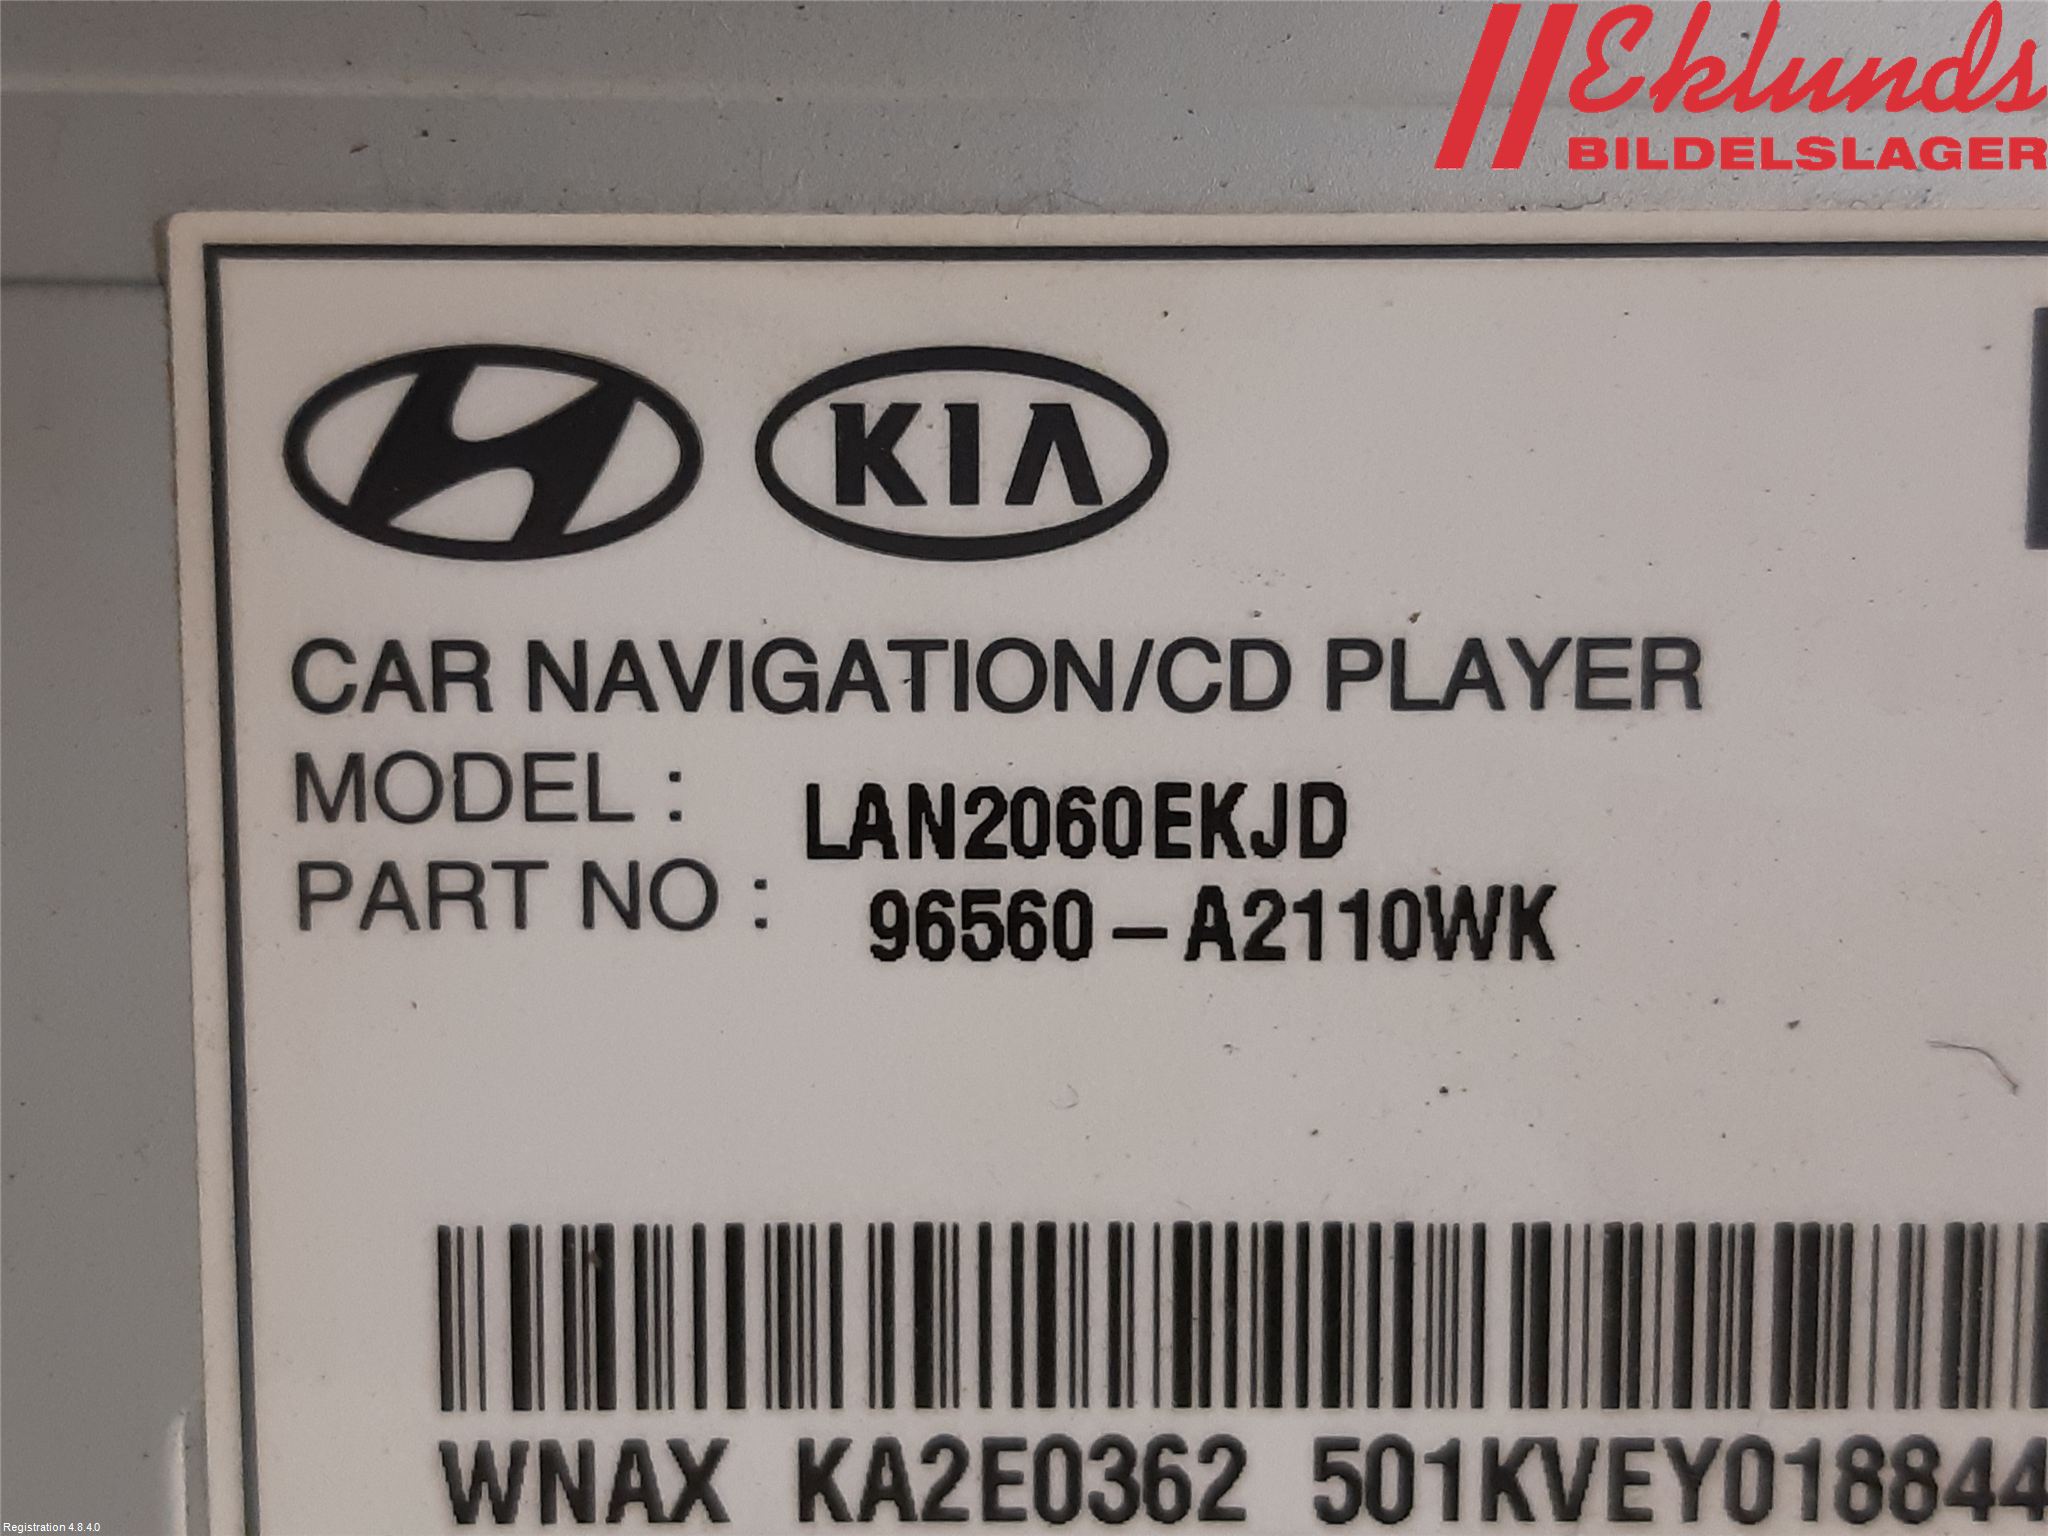 Eklunds
BILDELSLAGER
KIA
CAR NAVIGATION/CD PLAYER
MODEL : LAN2060EKJD
PART NO : 96560-A2110WK
WNAX KA2E0362 501KVEY018844
Registration 4.8.4.0